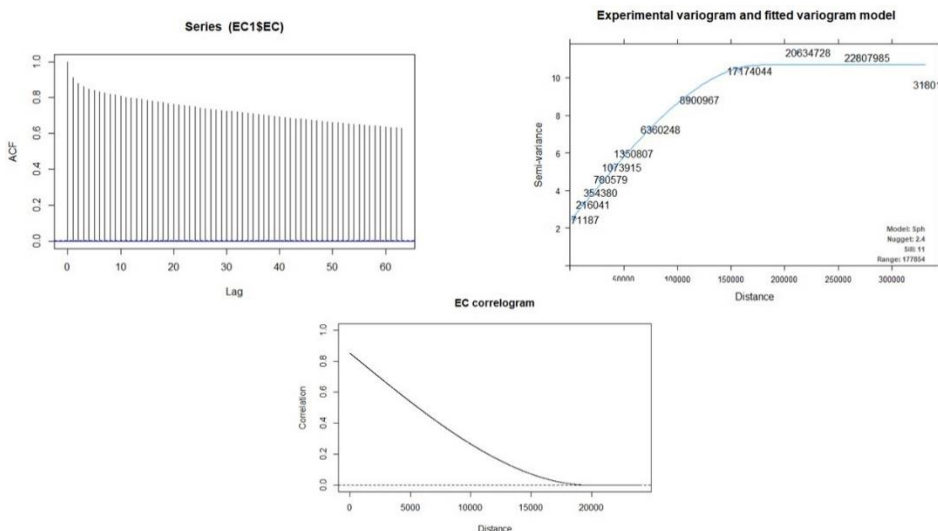 Series (EC1$EC)
ACF
1.0
0.8
0.6
0.4
0.2
0.0
0 10 20 30 40 50 60
Lag
Experimental variogram and fitted variogram model
Semi-variance
10
8
6
4
2
71187
216041
354380
780579
1073915
1350807
6360248
8900967
17174044
20634728
22807985
31801
Model: Sph
Nugget: 2.4
Sill: 11
Range: 177854
50000 100000 150000 200000 250000 300000
Distance
EC correlogram
Correlation
1.0
0.8
0.6
0.4
0.2
0.0
0 5000 10000 15000 20000
Distance